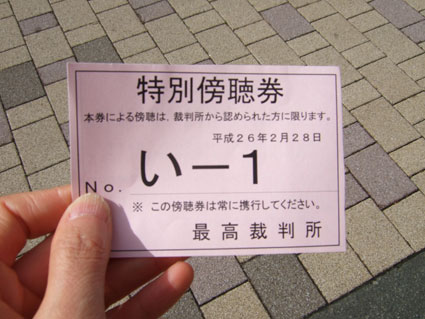 特別傍聴券
本券による傍聴は、裁判所から認められた方に限ります。
平成26年2月28日
No. い－1
※ この傍聴券は常に携行してください。
最高裁判所